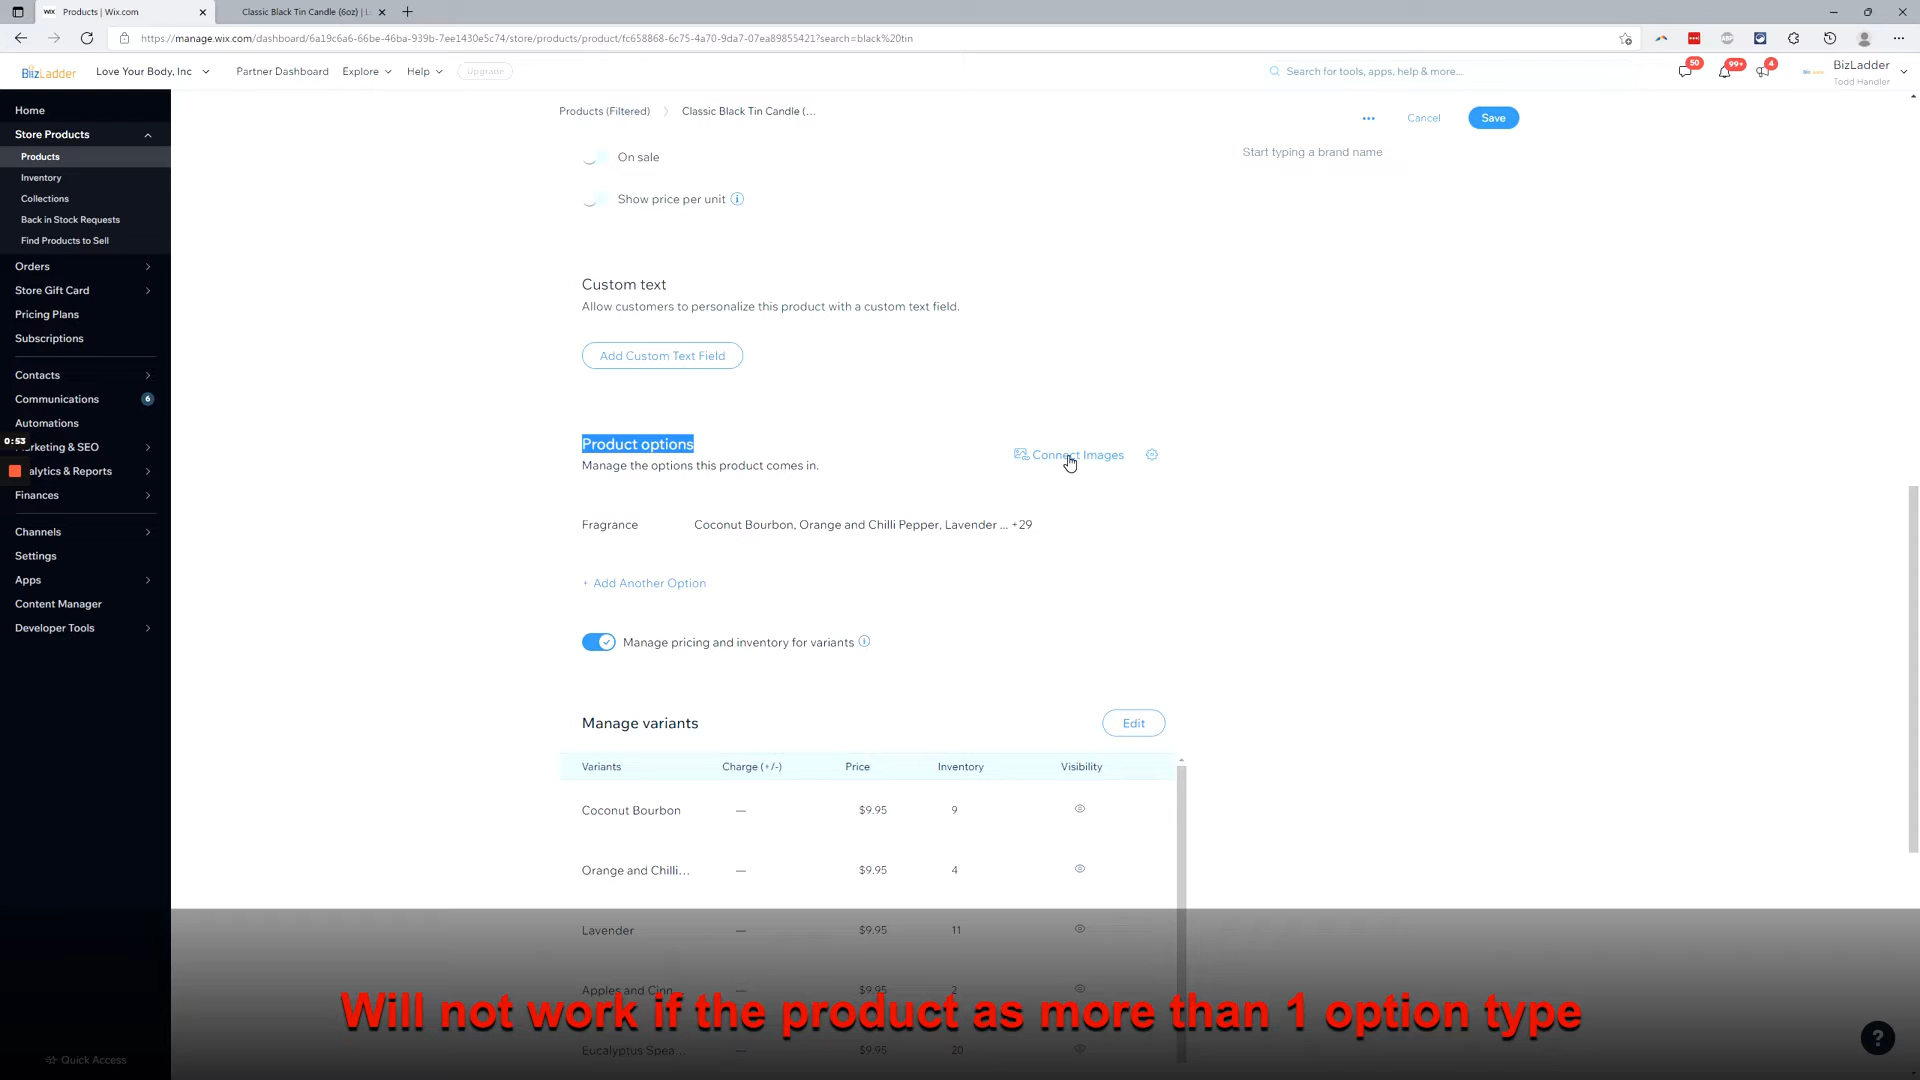 Products | Wix.com
Classic Black Tin Candle (6oz) | L
https://manage.wix.com/dashboard/6a19c6a6-66be-46ba-939b-7ee1430e5c74/store/products/product/fc658868-6c75-4a70-9da7-07ea89855421?search=black%20tin
BizLadder
Love Your Body, Inc
Partner Dashboard
Explore
Help
Upgrade
Search for tools, apps, help & more...
50
99+
4
BizLadder
Todd Handler
Home
Store Products
Products
Inventory
Collections
Back in Stock Requests
Find Products to Sell
Orders
Store Gift Card
Pricing Plans
Subscriptions
Contacts
Communications 6
Automations
0:53
arketing & SEO
alytics & Reports
Finances
Channels
Settings
Apps
Content Manager
Developer Tools
Quick Access
Products (Filtered) > Classic Black Tin Candle (...
Cancel
Save
On sale
Start typing a brand name
Show price per unit
Custom text
Allow customers to personalize this product with a custom text field.
Add Custom Text Field
Product options
Connect Images
Manage the options this product comes in.
Fragrance Coconut Bourbon, Orange and Chilli Pepper, Lavender ... +29
+ Add Another Option
Manage pricing and inventory for variants
Manage variants
Edit
Variants Charge (+/-) Price Inventory Visibility
Coconut Bourbon — $9.95 9
Orange and Chilli... — $9.95 4
Lavender — $9.95 11
Apples and Cinn — $9.95 2
Will not work if the product as more than 1 option type
Eucalyptus Spea... — $9.95 20
?